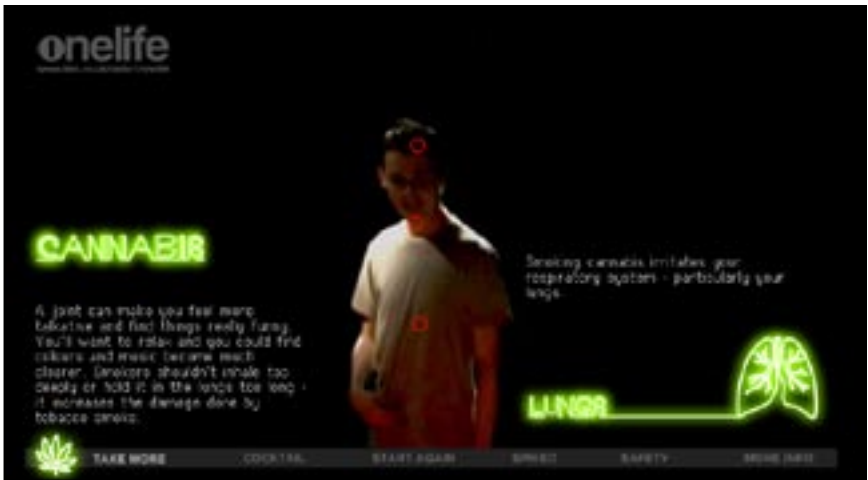 onelife
CANNABIS
A joint can make you feel more
talkative and find things really funny.
You'll want to relax and you could find
colours and music become much
clearer. Smokers shouldn't inhale too
deeply or hold it in the lungs too long -
it increases the damage done by
tobacco smoke.
Smoking cannabis irritates your
respiratory system - particularly your
lungs.
LUNGS
TAKE MORE
COCKTAIL
START AGAIN
EFFECT
SAFETY
MORE INFO